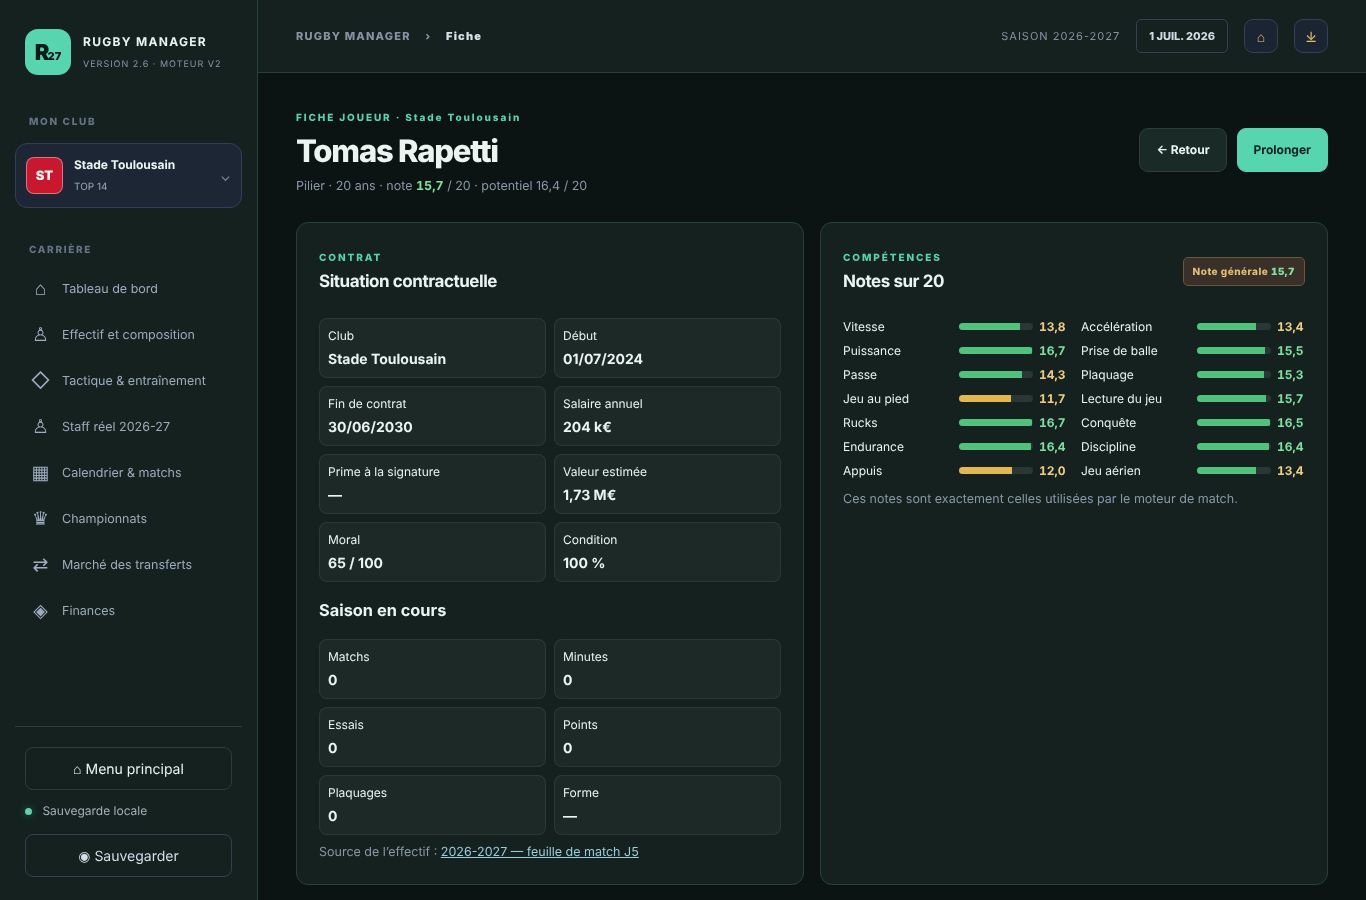 R27
RUGBY MANAGER
VERSION 2.6 · MOTEUR V2
MON CLUB
ST
Stade Toulousain
TOP 14
CARRIÈRE
Tableau de bord
Effectif et composition
Tactique & entraînement
Staff réel 2026-27
Calendrier & matchs
Championnats
Marché des transferts
Finances
Menu principal
Sauvegarde locale
Sauvegarder
RUGBY MANAGER › Fiche
SAISON 2026-2027
1 JUIL. 2026
FICHE JOUEUR · Stade Toulousain
Tomas Rapetti
Pilier · 20 ans · note 15,7 / 20 · potentiel 16,4 / 20
← Retour
Prolonger
CONTRAT
Situation contractuelle
Club
Stade Toulousain
Début
01/07/2024
Fin de contrat
30/06/2030
Salaire annuel
204 k€
Prime à la signature
—
Valeur estimée
1,73 M€
Moral
65 / 100
Condition
100 %
Saison en cours
Matchs
0
Minutes
0
Essais
0
Points
0
Plaquages
0
Forme
—
Source de l'effectif : 2026-2027 — feuille de match J5
COMPÉTENCES
Notes sur 20
Note générale 15,7
Vitesse 13,8 Accélération 13,4
Puissance 16,7 Prise de balle 15,5
Passe 14,3 Plaquage 15,3
Jeu au pied 11,7 Lecture du jeu 15,7
Rucks 16,7 Conquête 16,5
Endurance 16,4 Discipline 16,4
Appuis 12,0 Jeu aérien 13,4
Ces notes sont exactement celles utilisées par le moteur de match.